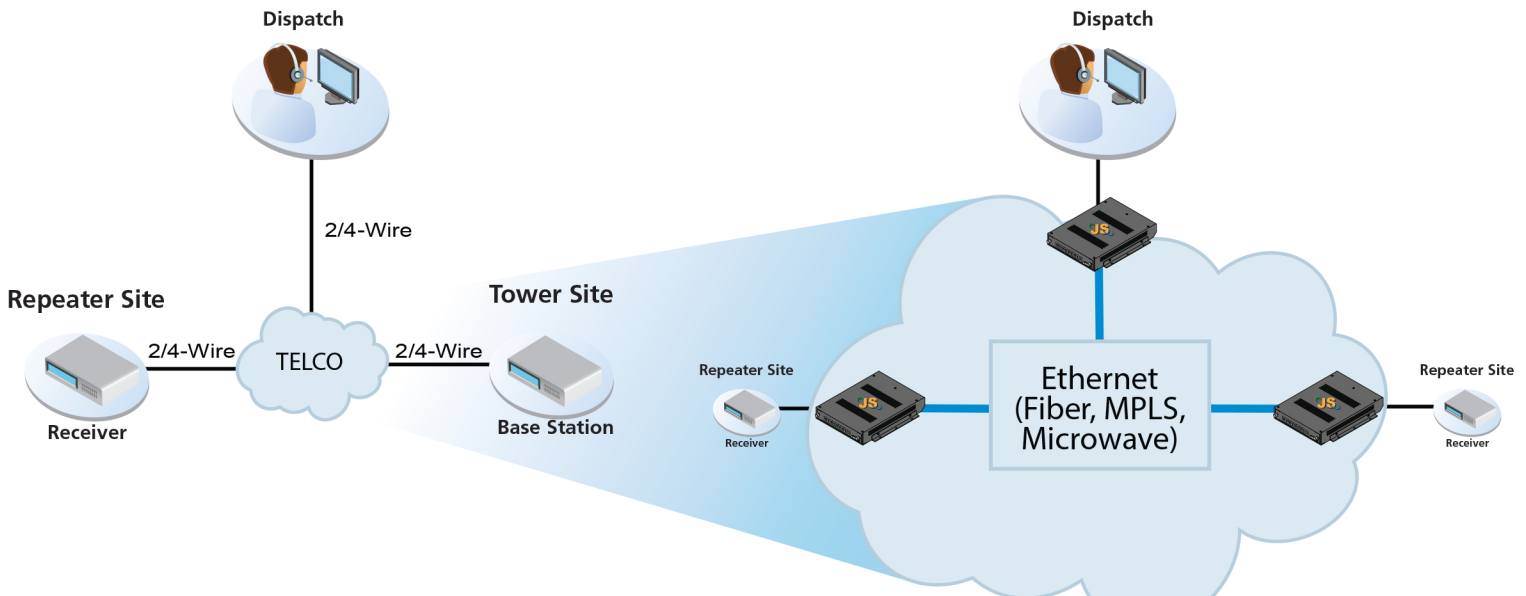 Dispatch
2/4-Wire
Repeater Site
2/4-Wire
TELCO
2/4-Wire
Tower Site
Receiver
Base Station
Dispatch
JS
Repeater Site
JS
Receiver
Ethernet
(Fiber, MPLS,
Microwave)
JS
Repeater Site
Receiver